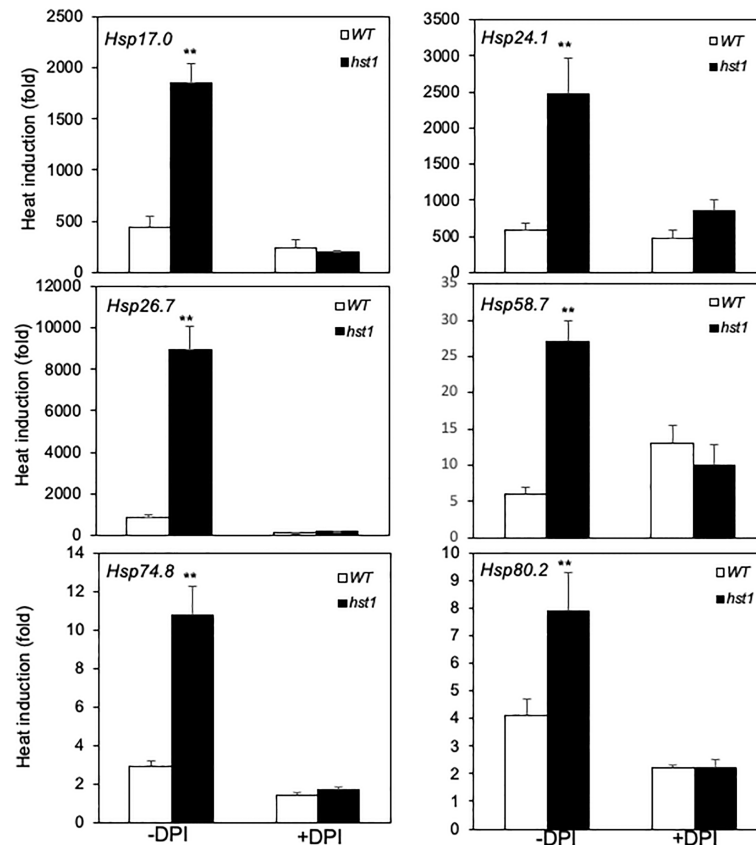 Hsp17.0
WT
hst1
**
Heat induction (fold)
2500
2000
1500
1000
500
0
Hsp24.1
WT
hst1
**
3500
3000
2500
2000
1500
1000
500
0
Hsp26.7
WT
hst1
**
Heat induction (fold)
12000
10000
8000
6000
4000
2000
0
Hsp58.7
WT
hst1
**
35
30
25
20
15
10
5
0
Hsp74.8
WT
hst1
**
Heat induction (fold)
14
12
10
8
6
4
2
0
-DPI
+DPI
Hsp80.2
WT
hst1
**
10
9
8
7
6
5
4
3
2
1
0
-DPI
+DPI